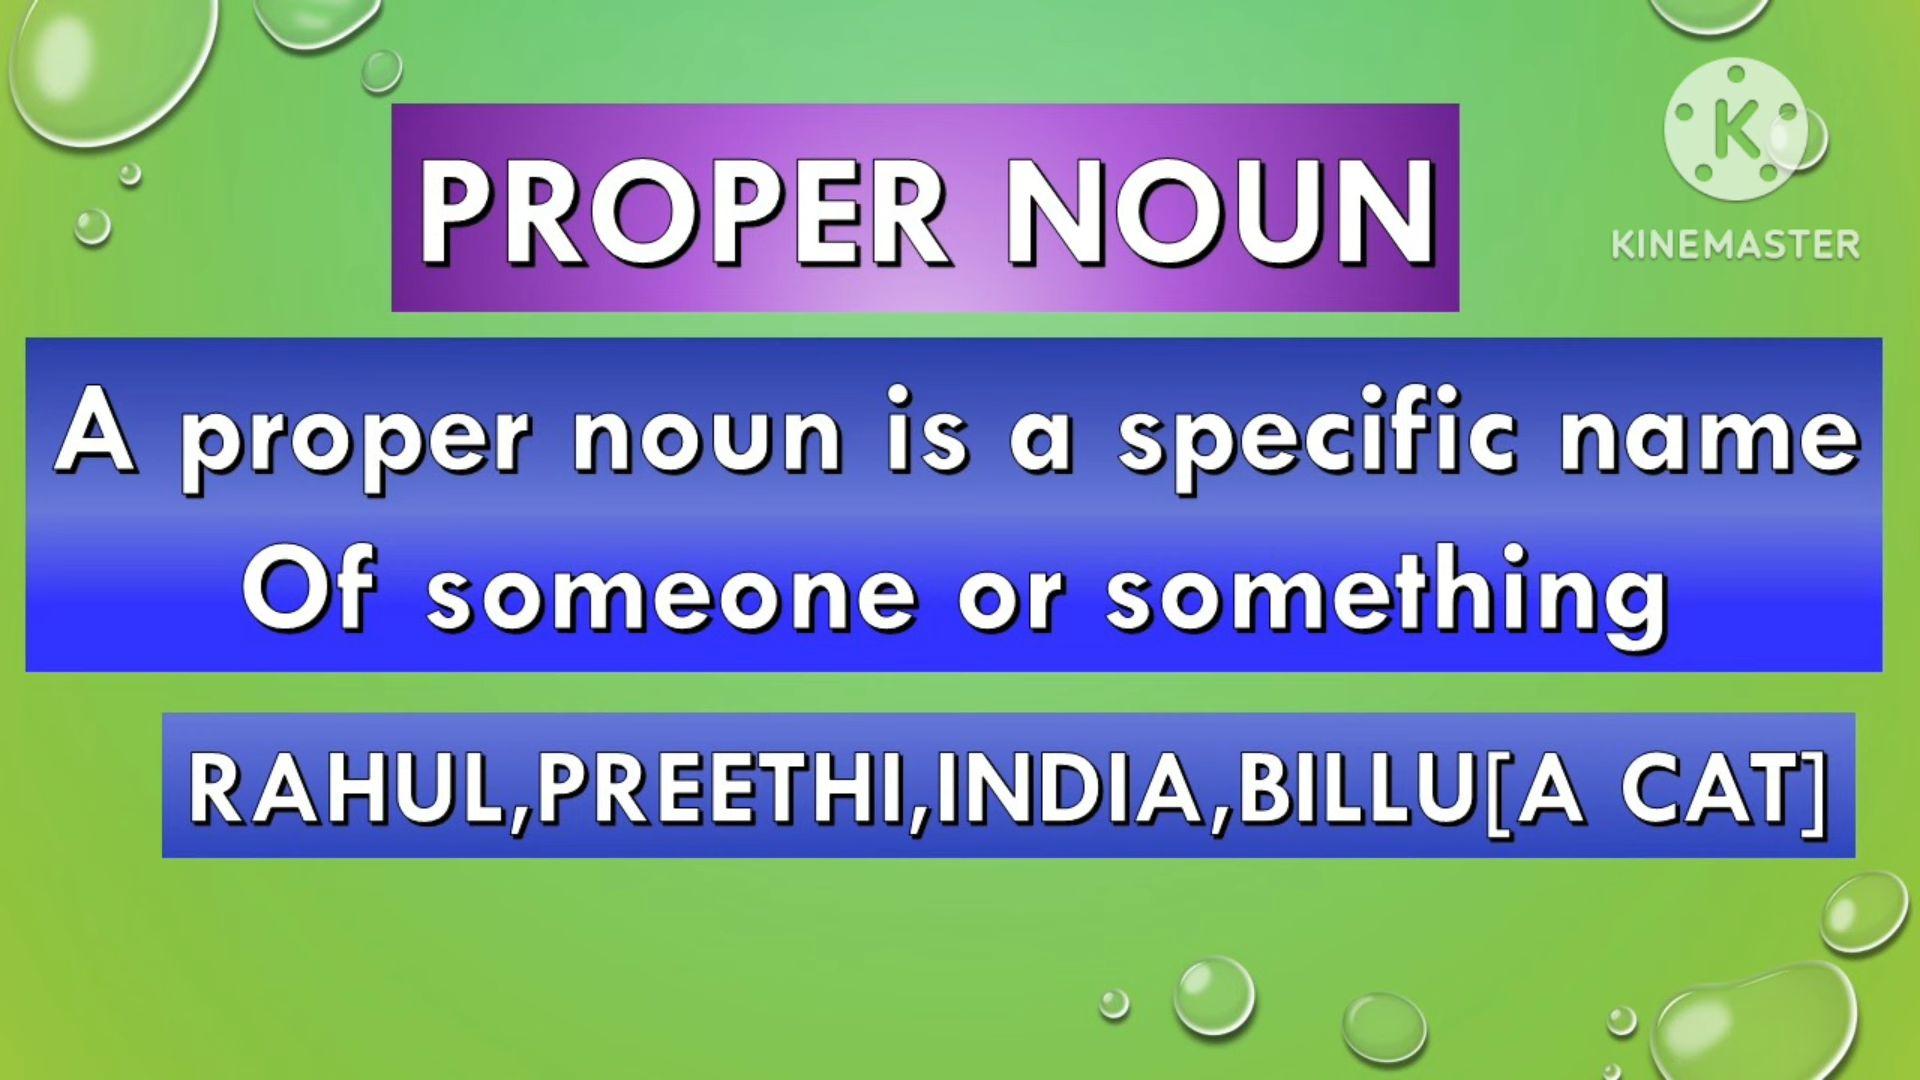 PROPER NOUN
K
KINEMASTER
A proper noun is a specific name
Of someone or something
RAHUL,PREETHI,INDIA,BILLU[A CAT]